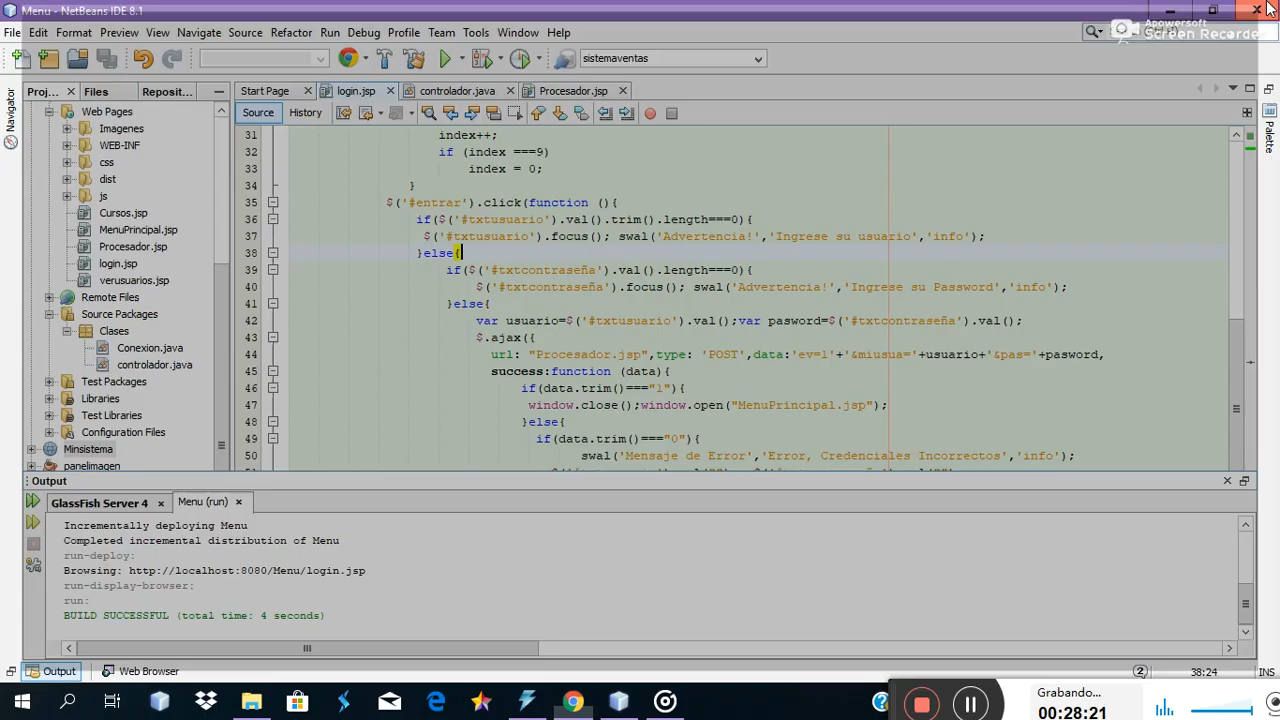 Menu - NetBeans IDE 8.1
Apowersoft
Screen Recorder
File Edit Format Preview View Navigate Source Refactor Run Debug Profile Team Tools Window Help
sistemaventas
Proj... Files Reposit...
Start Page login.jsp controlador.java Procesador.jsp
Source History
Navigator
Palette
Web Pages
Imagenes
WEB-INF
css
dist
js
Cursos.jsp
MenuPrincipal.jsp
Procesador.jsp
login.jsp
verusuarios.jsp
Remote Files
Source Packages
Clases
Conexion.java
controlador.java
Test Packages
Libraries
Test Libraries
Configuration Files
Minsistema
panelimagen
31 index++;
32 if (index ===9)
33 index = 0;
34 }
35 $('#entrar').click(function (){
36 if($('#txtusuario').val().trim().length===0){
37 $('#txtusuario').focus(); swal('Advertencia!','Ingrese su usuario','info');
38 }else{
39 if($('#txtcontraseña').val().length===0){
40 $('#txtcontraseña').focus(); swal('Advertencia!','Ingrese su Password','info');
41 }else{
42 var usuario=$('#txtusuario').val();var pasword=$('#txtcontraseña').val();
43 $.ajax({
44 url: "Procesador.jsp",type: 'POST',data:'ev=1'+'&miusua='+usuario+'&pas='+pasword,
45 success:function (data){
46 if(data.trim()==="1"){
47 window.close();window.open("MenuPrincipal.jsp");
48 }else{
49 if(data.trim()==="0"){
50 swal('Mensaje de Error','Error, Credenciales Incorrectos','info');
Output
GlassFish Server 4 Menu (run)
Incrementally deploying Menu
Completed incremental distribution of Menu
run-deploy:
Browsing: http://localhost:8080/Menu/login.jsp
run-display-browser:
run:
BUILD SUCCESSFUL (total time: 4 seconds)
Output Web Browser 2 38:24 INS
Grabando...
00:28:21